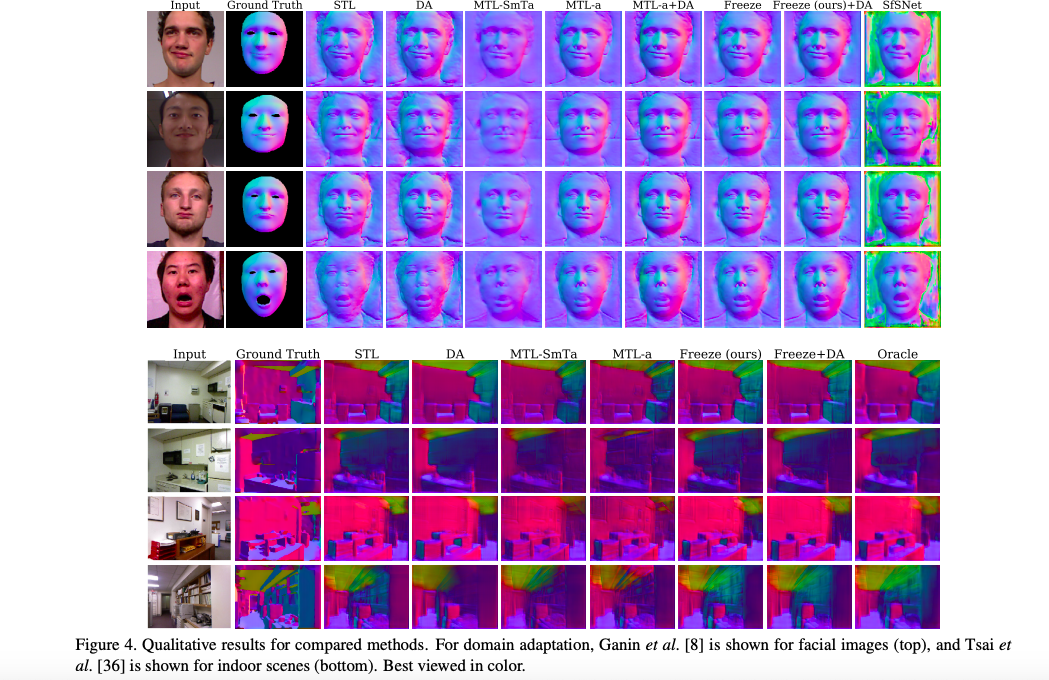 Input Ground Truth STL DA MTL-SmTa MTL-a MTL-a+DA Freeze Freeze (ours)+DA SfSNet
Input Ground Truth STL DA MTL-SmTa MTL-a Freeze (ours) Freeze+DA Oracle
Figure 4. Qualitative results for compared methods. For domain adaptation, Ganin et al. [8] is shown for facial images (top), and Tsai et
al. [36] is shown for indoor scenes (bottom). Best viewed in color.